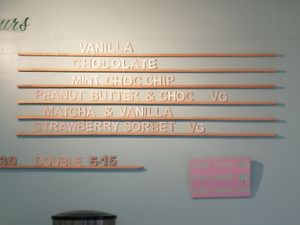 VANILLA
CHOCOLATE
MINT CHOC CHIP
PEANUT BUTTER & CHOC VG
MATCHA & VANILLA
STRAWBERRY SORBET VG
DOUBLE 5.15